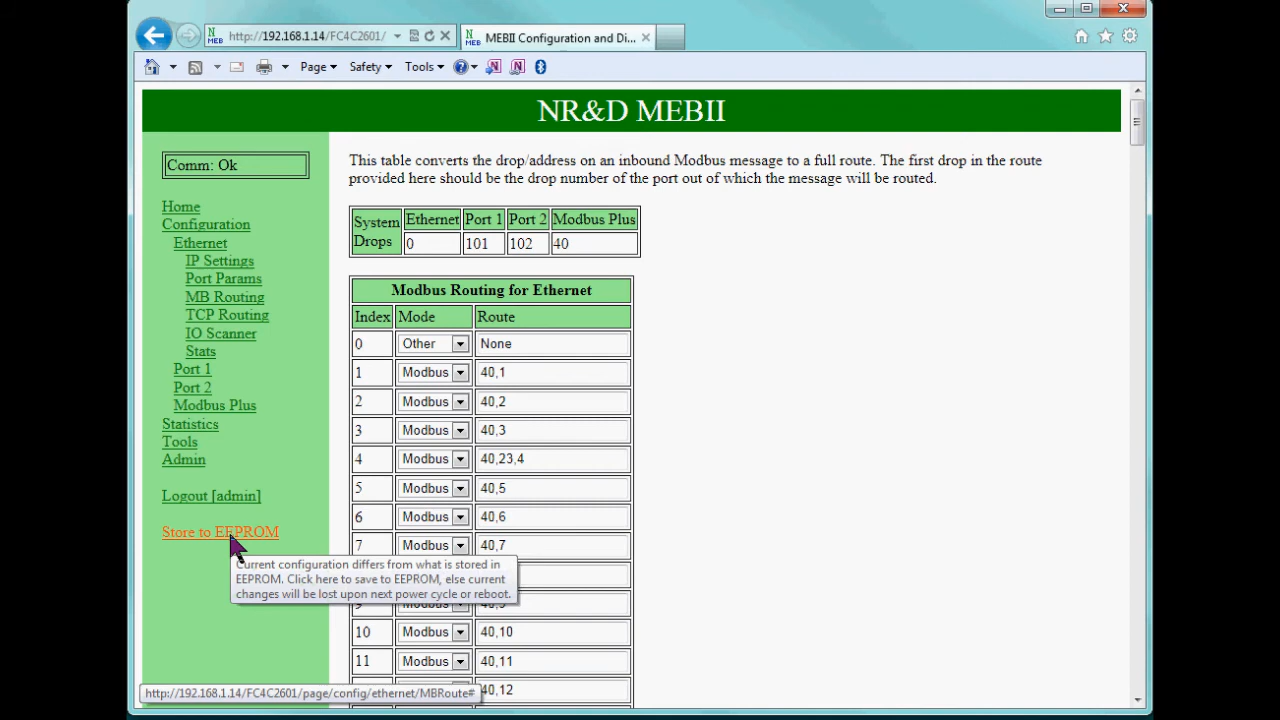 http://192.168.1.14/FC4C2601/
MEBII Configuration and Di...
Page
Safety
Tools
NR&D MEBII
Comm: Ok
Home
Configuration
Ethernet
IP Settings
Port Params
MB Routing
TCP Routing
IO Scanner
Stats
Port 1
Port 2
Modbus Plus
Statistics
Tools
Admin
Logout [admin]
Store to EEPROM
This table converts the drop/address on an inbound Modbus message to a full route. The first drop in the route
provided here should be the drop number of the port out of which the message will be routed.
System Drops Ethernet Port 1 Port 2 Modbus Plus
0 101 102 40
Modbus Routing for Ethernet
Index Mode Route
0 Other None
1 Modbus 40,1
2 Modbus 40,2
3 Modbus 40,3
4 Modbus 40,23,4
5 Modbus 40,5
6 Modbus 40,6
7 Modbus 40,7
Current configuration differs from what is stored in
EEPROM. Click here to save to EEPROM, else current
changes will be lost upon next power cycle or reboot.
10 Modbus 40,10
11 Modbus 40,11
40,12
http://192.168.1.14/FC4C2601/page/config/ethernet/MBRoute#